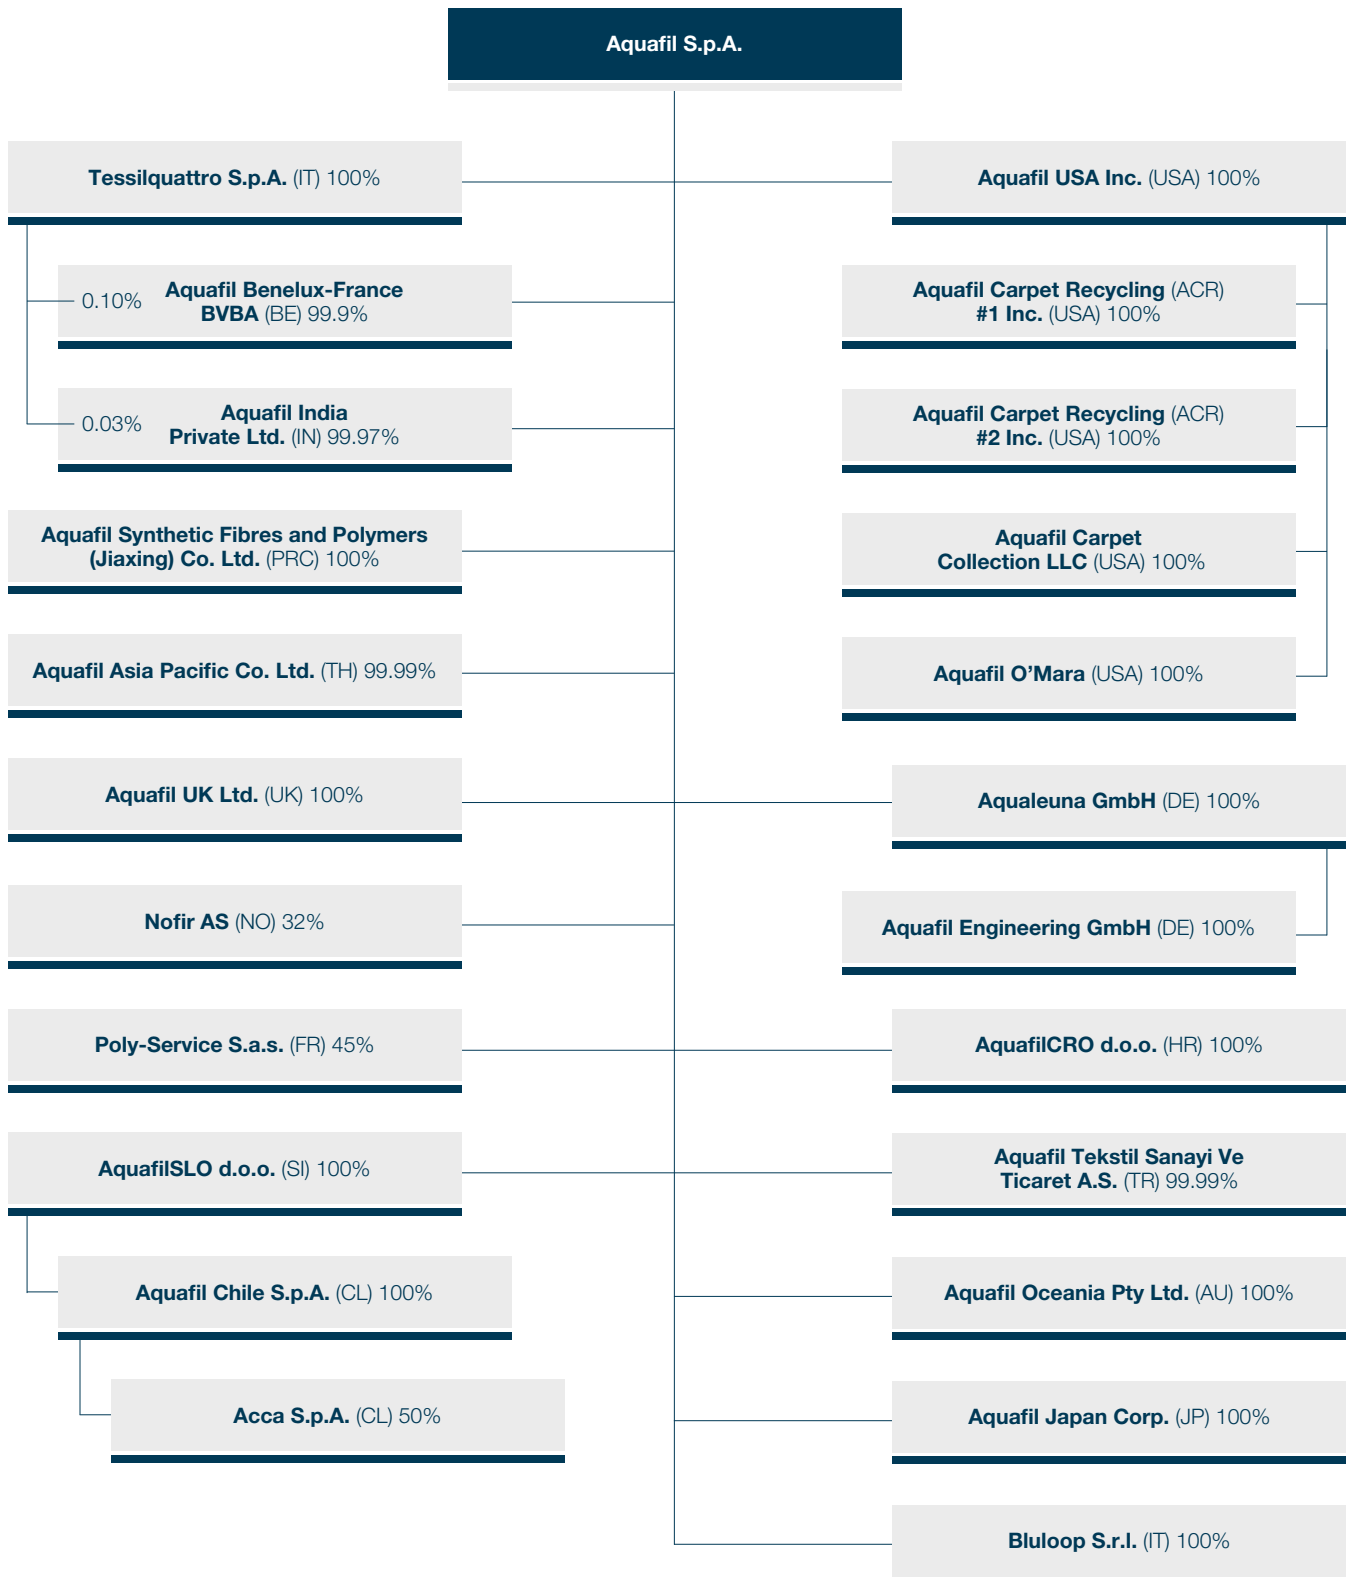 Aquafil S.p.A.
Tessilquattro S.p.A. (IT) 100%
0.10%
Aquafil Benelux-France
BVBA (BE) 99.9%
0.03%
Aquafil India
Private Ltd. (IN) 99.97%
Aquafil Synthetic Fibres and Polymers
(Jiaxing) Co. Ltd. (PRC) 100%
Aquafil Asia Pacific Co. Ltd. (TH) 99.99%
Aquafil UK Ltd. (UK) 100%
Nofir AS (NO) 32%
Poly-Service S.a.s. (FR) 45%
AquafilSLO d.o.o. (SI) 100%
Aquafil Chile S.p.A. (CL) 100%
Acca S.p.A. (CL) 50%
Aquafil USA Inc. (USA) 100%
Aquafil Carpet Recycling (ACR)
#1 Inc. (USA) 100%
Aquafil Carpet Recycling (ACR)
#2 Inc. (USA) 100%
Aquafil Carpet
Collection LLC (USA) 100%
Aquafil O’Mara (USA) 100%
Aqualeuna GmbH (DE) 100%
Aquafil Engineering GmbH (DE) 100%
AquafilCRO d.o.o. (HR) 100%
Aquafil Tekstil Sanayi Ve
Ticaret A.S. (TR) 99.99%
Aquafil Oceania Pty Ltd. (AU) 100%
Aquafil Japan Corp. (JP) 100%
Bluloop S.r.l. (IT) 100%